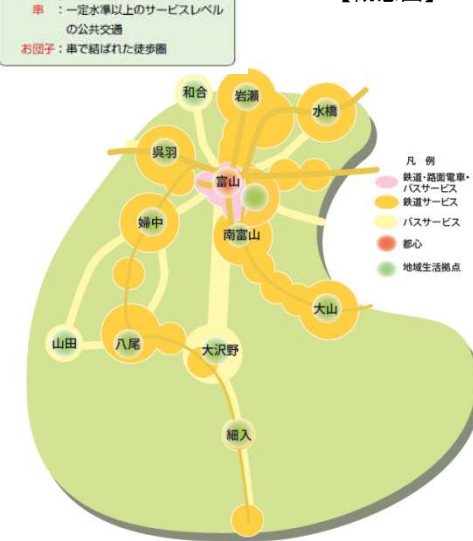 【概念図】
串　：一定水準以上のサービスレベル
の公共交通
お団子：串で結ばれた徒歩圏
和合
岩瀬
水橋
呉羽
富山
婦中
南富山
大山
山田
八尾
大沢野
細入
凡 例
鉄道・路面電車・
バスサービス
鉄道サービス
バスサービス
都心
地域生活拠点